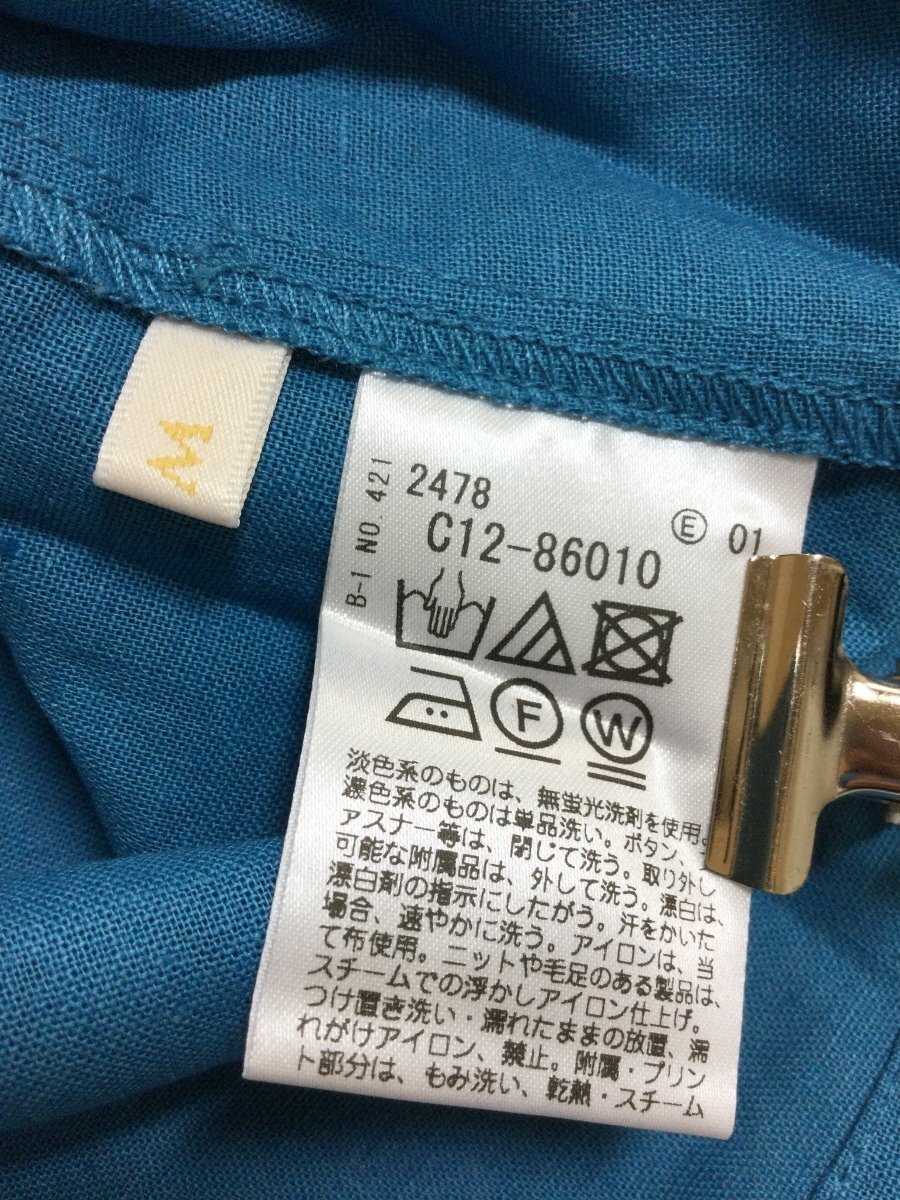 M
B-1 NO. 421
2478
E 01
C12-86010
F W
淡色系のものは、無蛍光洗剤を使用。
濃色系のものは単品洗い。ボタン、
アスナー等は、閉じて洗う。取り外し
可能な附属品は、外して洗う。漂白は、
漂白剤の指示にしたがう。汗をかいた
場合、速やかに洗う。アイロンは、当
て布使用。ニットや毛足のある製品は、
スチームでの浮かしアイロン仕上げ。
つけ置き洗い・濡れたままの放置、濡
れがけアイロン、禁止。附属・プリン
ト部分は、もみ洗い、乾熱・スチーム